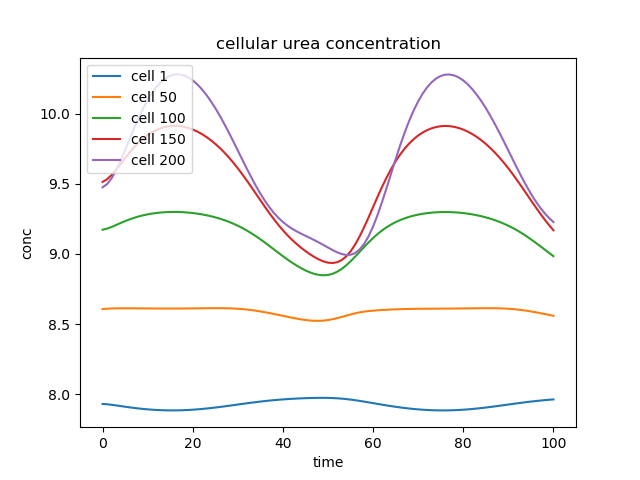 cellular urea concentration
cell 1
cell 50
cell 100
cell 150
cell 200
conc
10.0
9.5
9.0
8.5
8.0
0 20 40 60 80 100
time